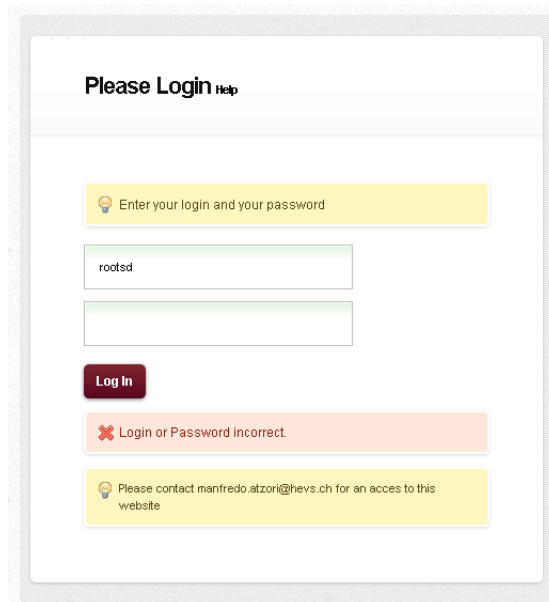 Please Login Help
Enter your login and your password
rootsd
Log In
Login or Password incorrect.
Please contact manfredo.atzori@hevs.ch for an acces to this
website